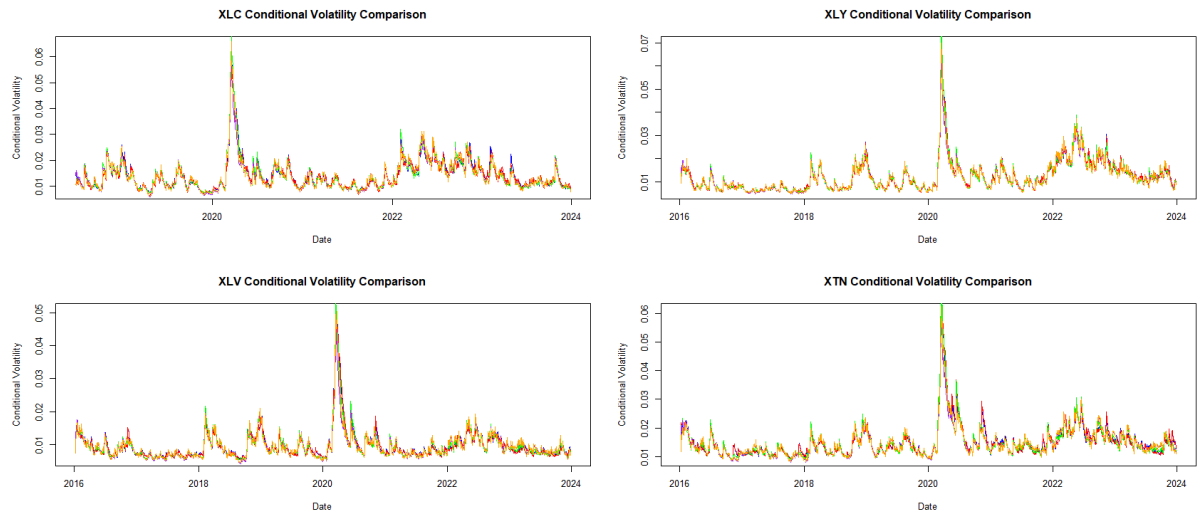 XLC Conditional Volatility Comparison
Conditional Volatility
0.01 0.02 0.03 0.04 0.05 0.06
2020 2022 2024
Date
XLY Conditional Volatility Comparison
Conditional Volatility
0.01 0.03 0.05 0.07
2016 2018 2020 2022 2024
Date
XLV Conditional Volatility Comparison
Conditional Volatility
0.01 0.02 0.03 0.04 0.05
2016 2018 2020 2022 2024
Date
XTN Conditional Volatility Comparison
Conditional Volatility
0.01 0.02 0.03 0.04 0.05 0.06
2016 2018 2020 2022 2024
Date